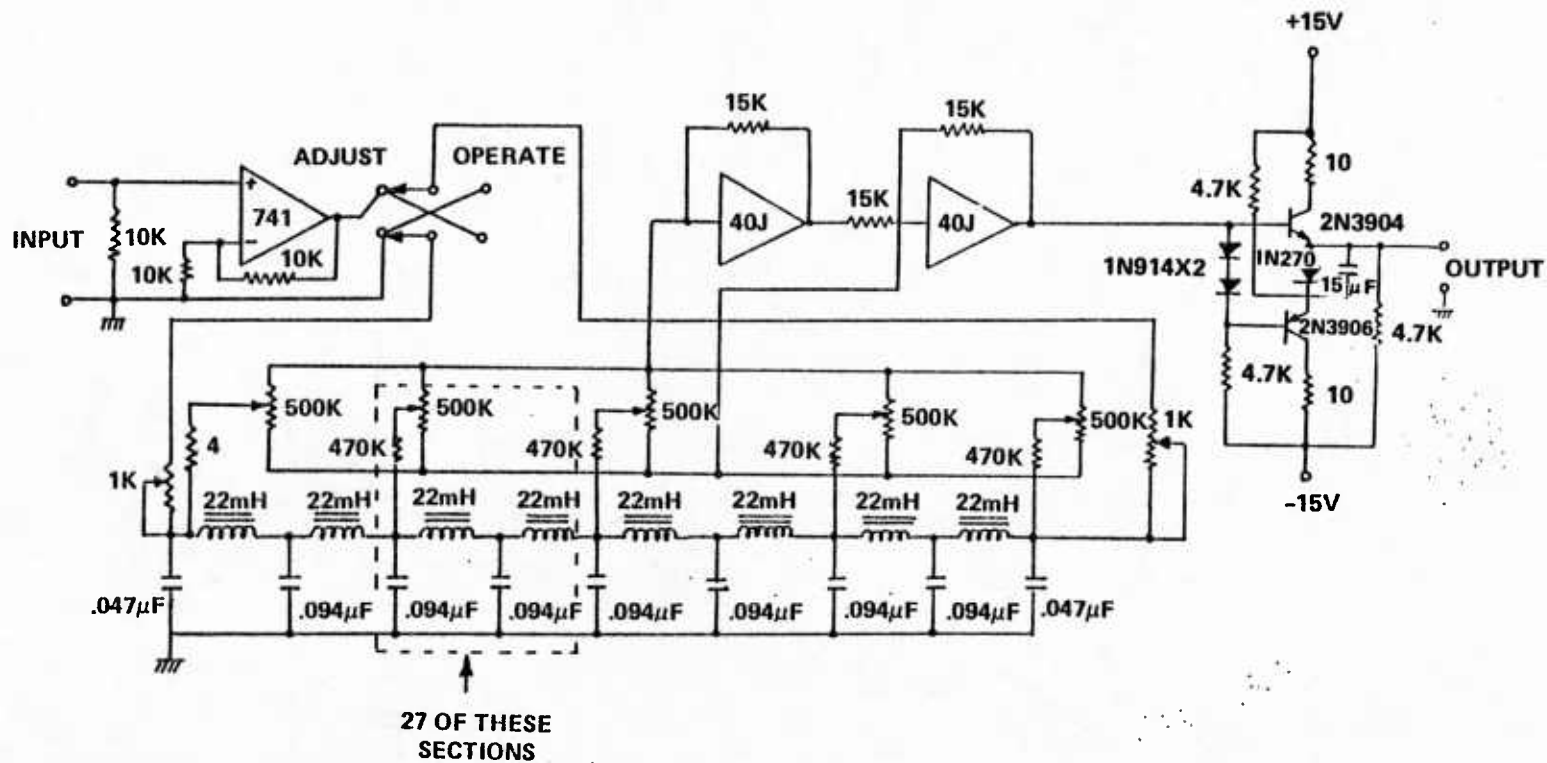 +15V
15K
15K
ADJUST
OPERATE
10
4.7K
741
+
−
40J
15K
40J
2N3904
INPUT
10K
10K
10K
1N270
1N914X2
15μF
OUTPUT
2N3906
4.7K
4.7K
10
500K
500K
500K
500K
500K
1K
4
470K
470K
470K
470K
1K
22mH
22mH
22mH
22mH
22mH
22mH
22mH
22mH
-15V
.047μF
.094μF
.094μF
.094μF
.094μF
.094μF
.094μF
.094μF
.047μF
27 OF THESE
SECTIONS